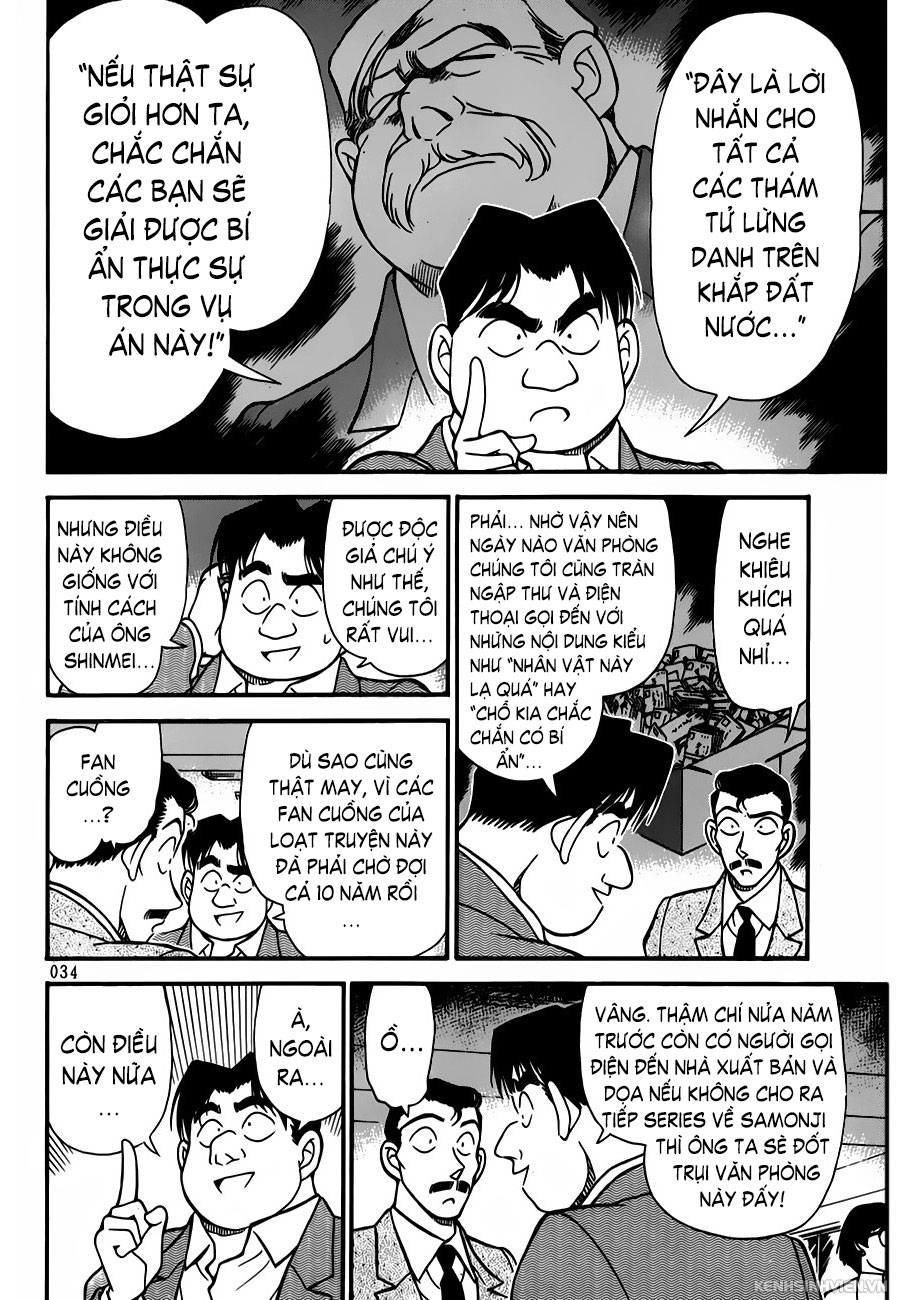 "ĐÂY LÀ LỜI
NHẮN CHO
TẤT CẢ
CÁC THÁM
TỬ LỪNG
DANH TRÊN
KHẮP ĐẤT
NƯỚC..."
"NẾU THẬT SỰ
GIỎI HƠN TA,
CHẮC CHẮN
CÁC BẠN SẼ
GIẢI ĐƯỢC BÍ
ẨN THỰC SỰ
TRONG VỤ
ÁN NÀY!"
NGHE
KHIÊU
KHÍCH
QUÁ
NHỈ...
PHẢI... NHỜ VẬY NÊN
NGÀY NÀO VĂN PHÒNG
CHÚNG TÔI CŨNG TRÀN
NGẬP THƯ VÀ ĐIỆN
THOẠI GỌI ĐẾN VỚI
NHỮNG NỘI DUNG KIỂU
NHƯ "NHÂN VẬT NÀY
LẠ QUÁ" HAY
"CHỖ KIA CHẮC
CHẮN CÓ BÍ
ẨN"...
ĐƯỢC ĐỘC
GIẢ CHÚ Ý
NHƯ THẾ,
CHÚNG TÔI
RẤT VUI...
NHƯNG ĐIỀU
NÀY KHÔNG
GIỐNG VỚI
TÍNH CÁCH
CỦA ÔNG
SHINMEI...
DÙ SAO CŨNG
THẬT MAY, VÌ CÁC
FAN CUỒNG CỦA
LOẠT TRUYỆN NÀY
ĐÃ PHẢI CHỜ ĐỢI
CẢ 10 NĂM RỒI
...
FAN
CUỒNG
...?
034
VÂNG. THẬM CHÍ NỬA NĂM
TRƯỚC CÒN CÓ NGƯỜI GỌI
ĐIỆN ĐẾN NHÀ XUẤT BẢN VÀ
DỌA NẾU KHÔNG CHO RA
TIẾP SERIES VỀ SAMONJI
THÌ ÔNG TA SẼ ĐỐT
TRỤI VĂN PHÒNG
NÀY ĐẤY!
Ồ...
À,
NGOÀI
RA...
CÒN ĐIỀU
NÀY NỮA
...
KENHSINHVIEN.VN